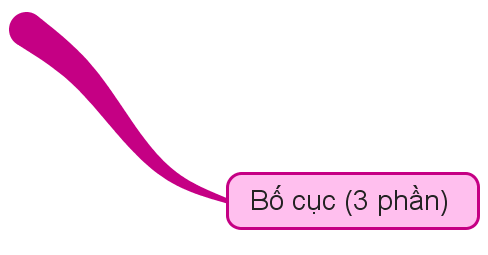 Bố cục (3 phần)